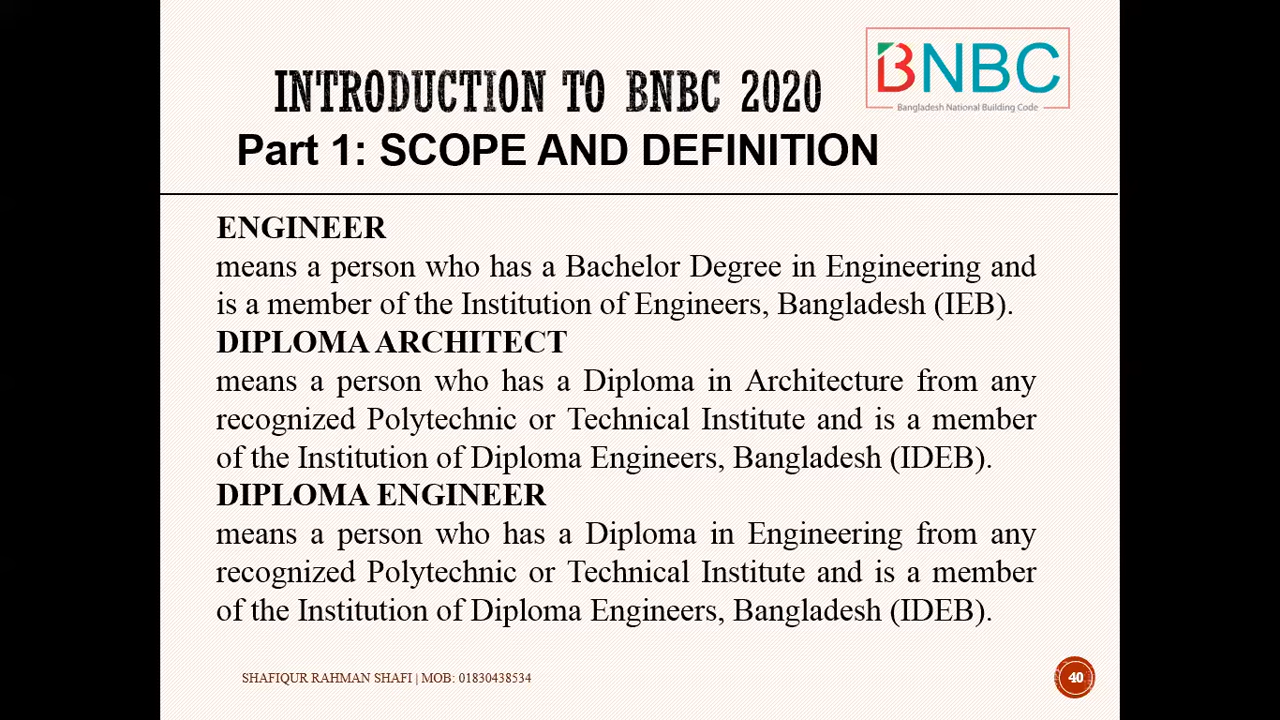 INTRODUCTION TO BNBC 2020
BNBC
Bangladesh National Building Code
Part 1: SCOPE AND DEFINITION
ENGINEER
means a person who has a Bachelor Degree in Engineering and
is a member of the Institution of Engineers, Bangladesh (IEB).
DIPLOMA ARCHITECT
means a person who has a Diploma in Architecture from any
recognized Polytechnic or Technical Institute and is a member
of the Institution of Diploma Engineers, Bangladesh (IDEB).
DIPLOMA ENGINEER
means a person who has a Diploma in Engineering from any
recognized Polytechnic or Technical Institute and is a member
of the Institution of Diploma Engineers, Bangladesh (IDEB).
SHAFIQUR RAHMAN SHAFI | MOB: 01830438534
40